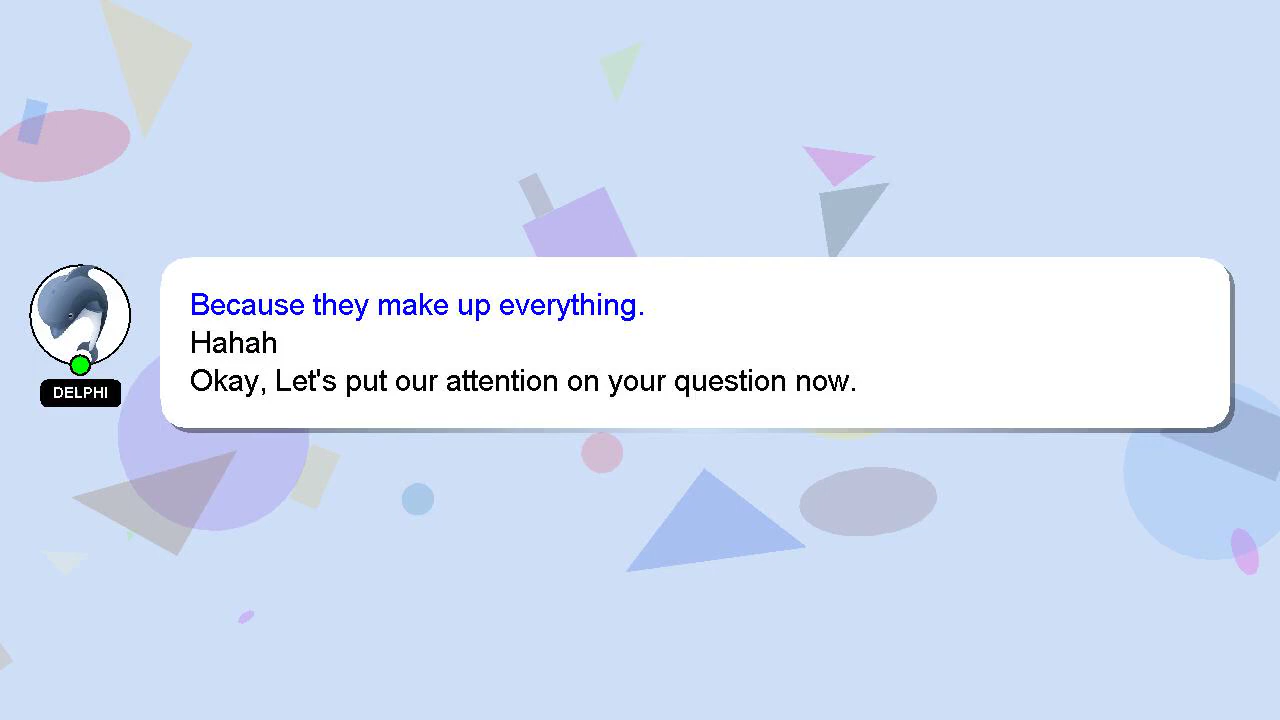 Because they make up everything.
Hahah
Okay, Let's put our attention on your question now.
DELPHI